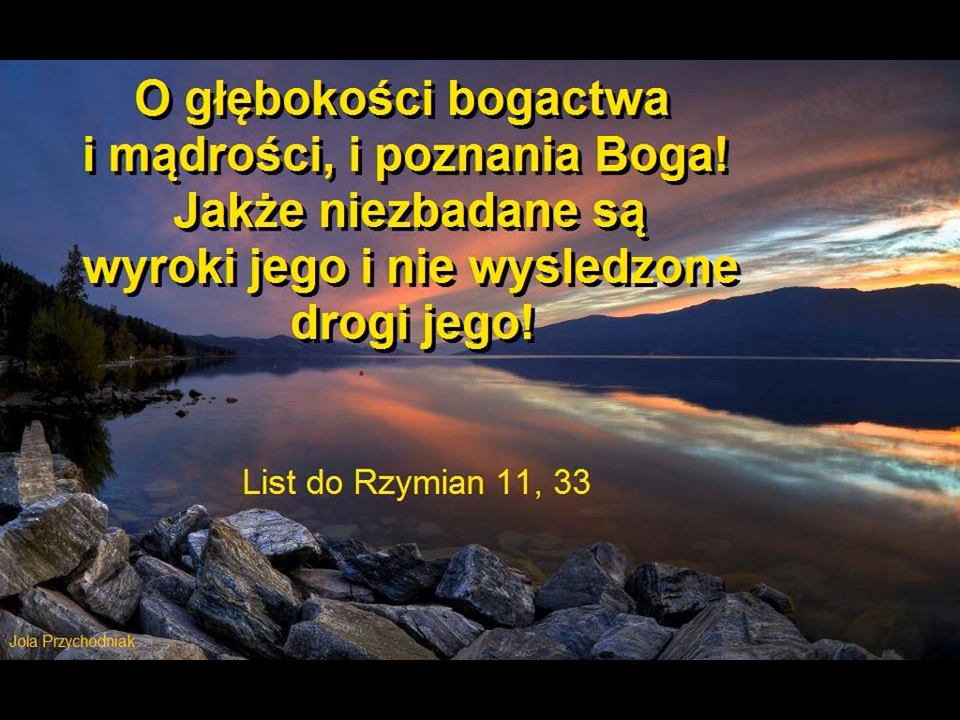 O głębokości bogactwa
i mądrości, i poznania Boga!
Jakże niezbadane są
wyroki jego i nie wyśledzone
drogi jego!
List do Rzymian 11, 33
Jola Przychodniak